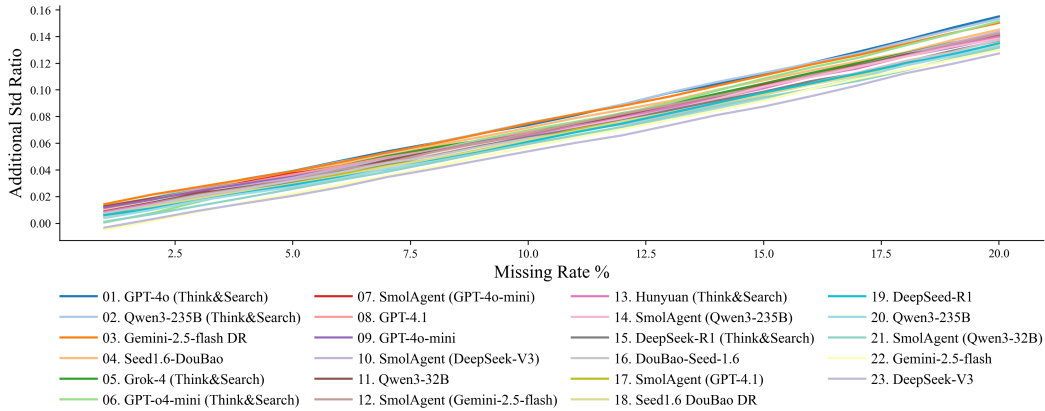 0.16
0.14
0.12
0.10
0.08
0.06
0.04
0.02
0.00
Additional Std Ratio
2.5 5.0 7.5 10.0 12.5 15.0 17.5 20.0
Missing Rate %
01. GPT-4o (Think&Search)
02. Qwen3-235B (Think&Search)
03. Gemini-2.5-flash DR
04. Seed1.6-DouBao
05. Grok-4 (Think&Search)
06. GPT-o4-mini (Think&Search)
07. SmolAgent (GPT-4o-mini)
08. GPT-4.1
09. GPT-4o-mini
10. SmolAgent (DeepSeek-V3)
11. Qwen3-32B
12. SmolAgent (Gemini-2.5-flash)
13. Hunyuan (Think&Search)
14. SmolAgent (Qwen3-235B)
15. DeepSeek-R1 (Think&Search)
16. DouBao-Seed-1.6
17. SmolAgent (GPT-4.1)
18. Seed1.6 DouBao DR
19. DeepSeed-R1
20. Qwen3-235B
21. SmolAgent (Qwen3-32B)
22. Gemini-2.5-flash
23. DeepSeek-V3